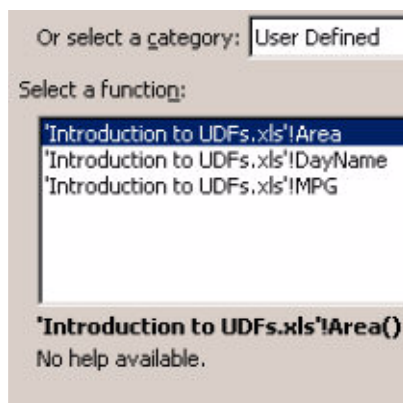 Or select a category: User Defined
Select a function:
'Introduction to UDFs.xls'!Area
'Introduction to UDFs.xls'!DayName
'Introduction to UDFs.xls'!MPG
'Introduction to UDFs.xls'!Area()
No help available.